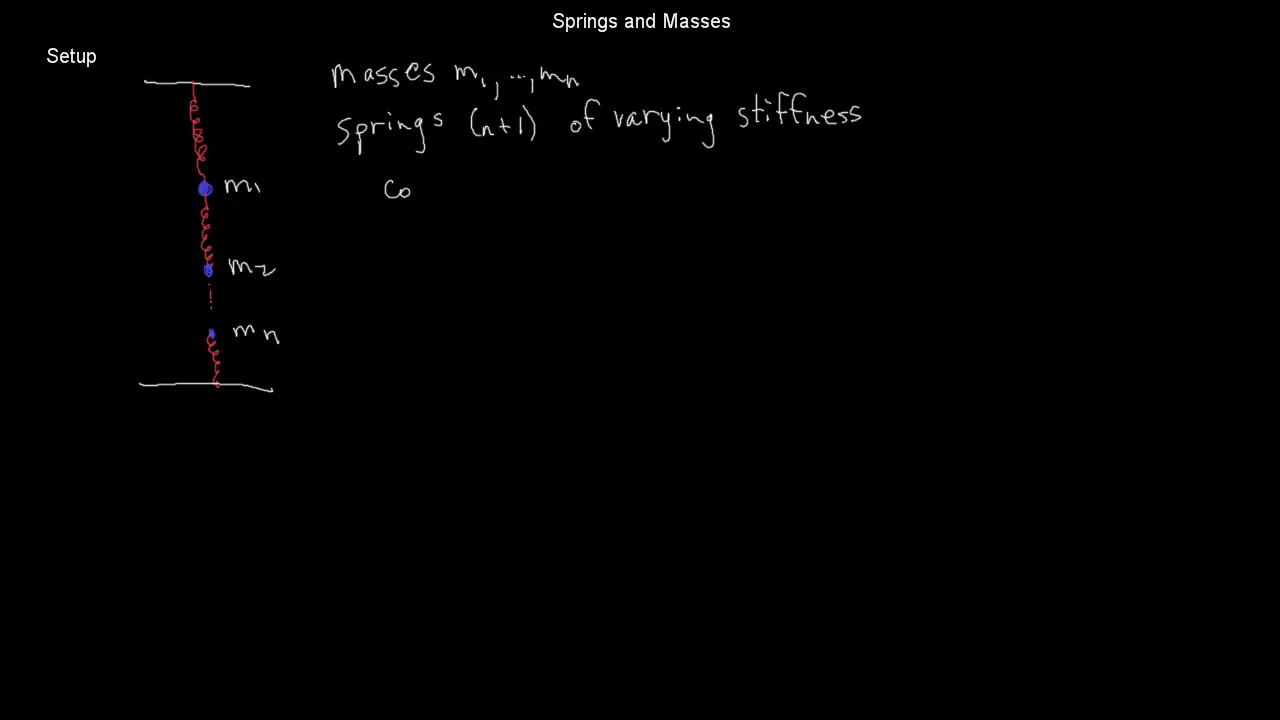 Springs and Masses
Setup
masses m₁, ..., mₙ
springs (n+1) of varying stiffness
m₁
co
m₂
mₙ